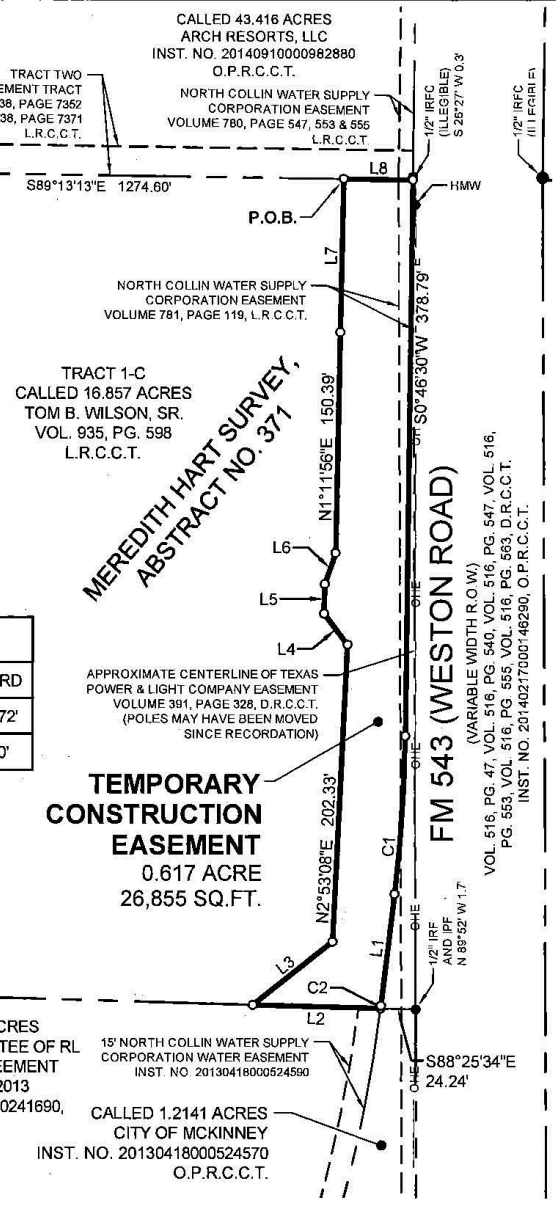 CALLED 43.416 ACRES
ARCH RESORTS, LLC
INST. NO. 20140910000982880
O.P.R.C.C.T.
TRACT TWO
EMENT TRACT
38, PAGE 7352
38, PAGE 7371
L.R.C.C.T.
NORTH COLLIN WATER SUPPLY
CORPORATION EASEMENT
VOLUME 780, PAGE 547, 553 & 555
L.R.C.C.T.
1/2" IRFC
(ILLEGIBLE)
S 26°27' W 0.3'
1/2" IRFC
(ILLEGIBLE)
S89°13'13"E 1274.60'
L8
HMW
P.O.B.
L7
NORTH COLLIN WATER SUPPLY
CORPORATION EASEMENT
VOLUME 781, PAGE 119, L.R.C.C.T.
S0°46'30"W 378.79'
TRACT 1-C
CALLED 16.857 ACRES
TOM B. WILSON, SR.
VOL. 935, PG. 598
L.R.C.C.T.
MEREDITH HART SURVEY,
ABSTRACT NO. 371
N1°11'56"E 150.39'
L6
L5
L4
OHE
FM 543 (WESTON ROAD)
(VARIABLE WIDTH R.O.W.)
VOL. 516, PG. 47, VOL. 516, PG. 540, VOL. 516, PG. 547, VOL. 516,
PG. 553, VOL. 516, PG. 555, VOL. 516, PG. 563, D.R.C.C.T.
INST. NO. 20140217000146290, O.P.R.C.C.T.
RD
72'
0'
APPROXIMATE CENTERLINE OF TEXAS
POWER & LIGHT COMPANY EASEMENT
VOLUME 391, PAGE 328, D.R.C.C.T.
(POLES MAY HAVE BEEN MOVED
SINCE RECORDATION)
OHE
TEMPORARY
CONSTRUCTION
EASEMENT
0.617 ACRE
26,855 SQ.FT.
N2°53'08"E 202.33'
C1
OHE
1/2" IRF
AND IPF
N 89°52' W 1.7'
L3
L1
C2
L2
CRES
TEE OF RL
EEMENT
2013
0241690,
15' NORTH COLLIN WATER SUPPLY
CORPORATION WATER EASEMENT
INST. NO. 20130418000524590
S88°25'34"E
24.24'
OHE
CALLED 1.2141 ACRES
CITY OF MCKINNEY
INST. NO. 20130418000524570
O.P.R.C.C.T.